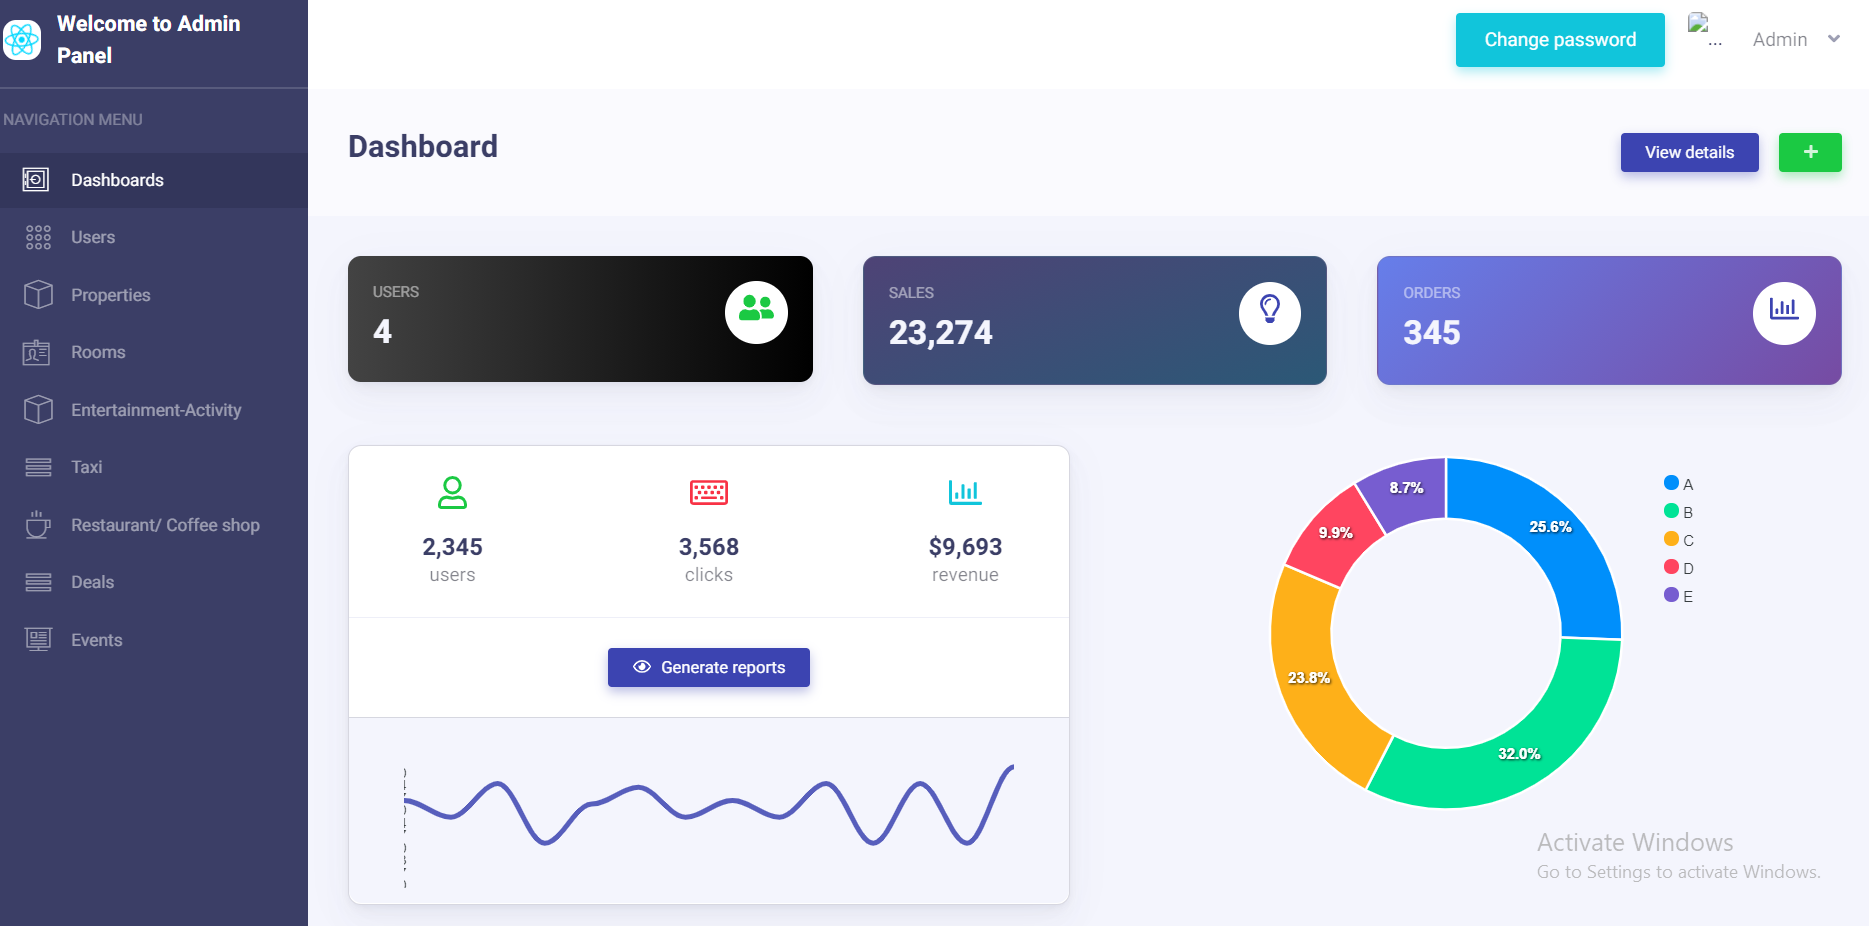 Welcome to Admin
Panel
Change password
...
Admin
NAVIGATION MENU
Dashboards
Users
Properties
Rooms
Entertainment-Activity
Taxi
Restaurant/ Coffee shop
Deals
Events
Dashboard
View details
+
USERS
4
SALES
23,274
ORDERS
345
2,345
users
3,568
clicks
$9,693
revenue
Generate reports
8.7%
25.6%
9.9%
23.8%
32.0%
A
B
C
D
E
Activate Windows
Go to Settings to activate Windows.